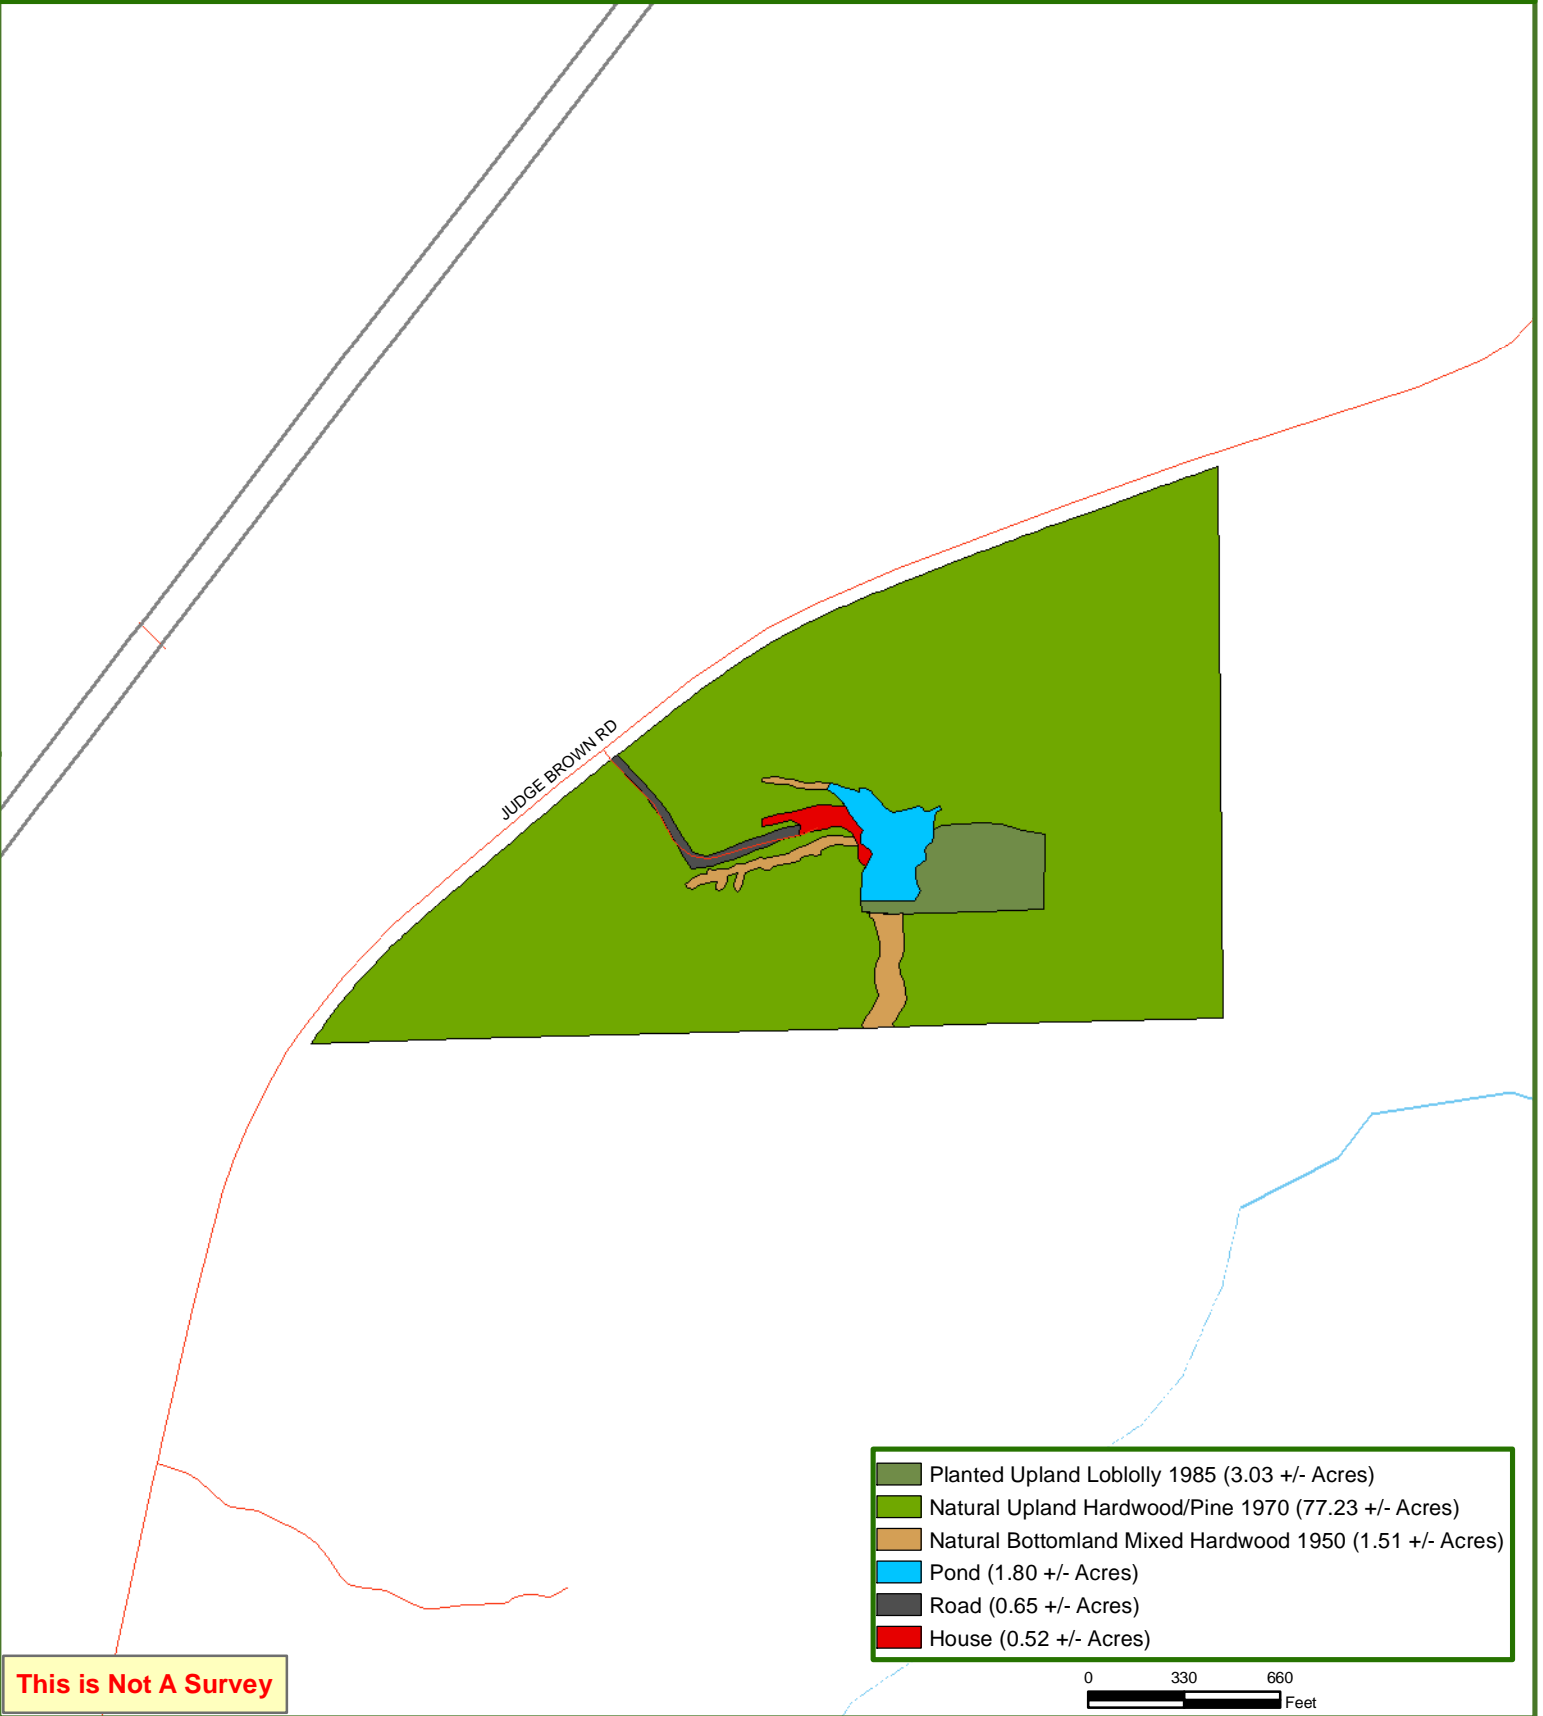 JUDGE BROWN RD
Planted Upland Loblolly 1985 (3.03 +/- Acres)
Natural Upland Hardwood/Pine 1970 (77.23 +/- Acres)
Natural Bottomland Mixed Hardwood 1950 (1.51 +/- Acres)
Pond (1.80 +/- Acres)
Road (0.65 +/- Acres)
House (0.52 +/- Acres)
This is Not A Survey
0 330 660
Feet